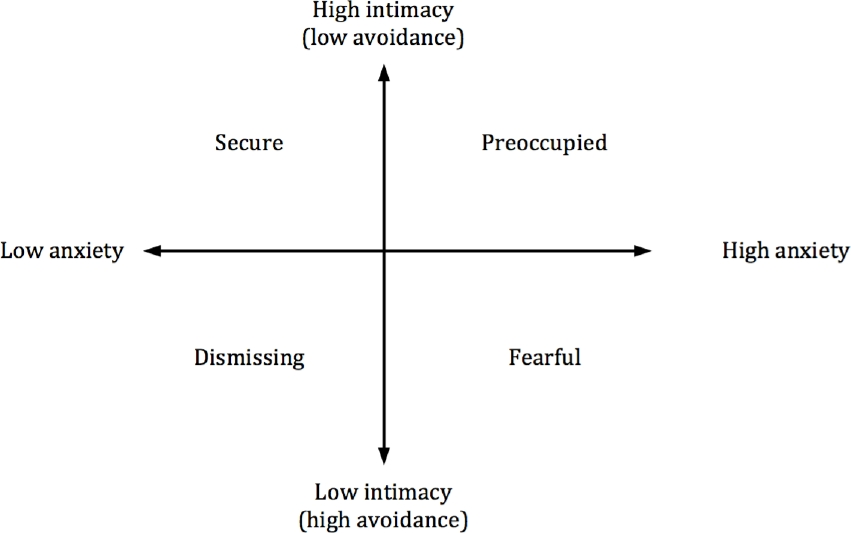 High intimacy
(low avoidance)
Secure
Preoccupied
Low anxiety
High anxiety
Dismissing
Fearful
Low intimacy
(high avoidance)